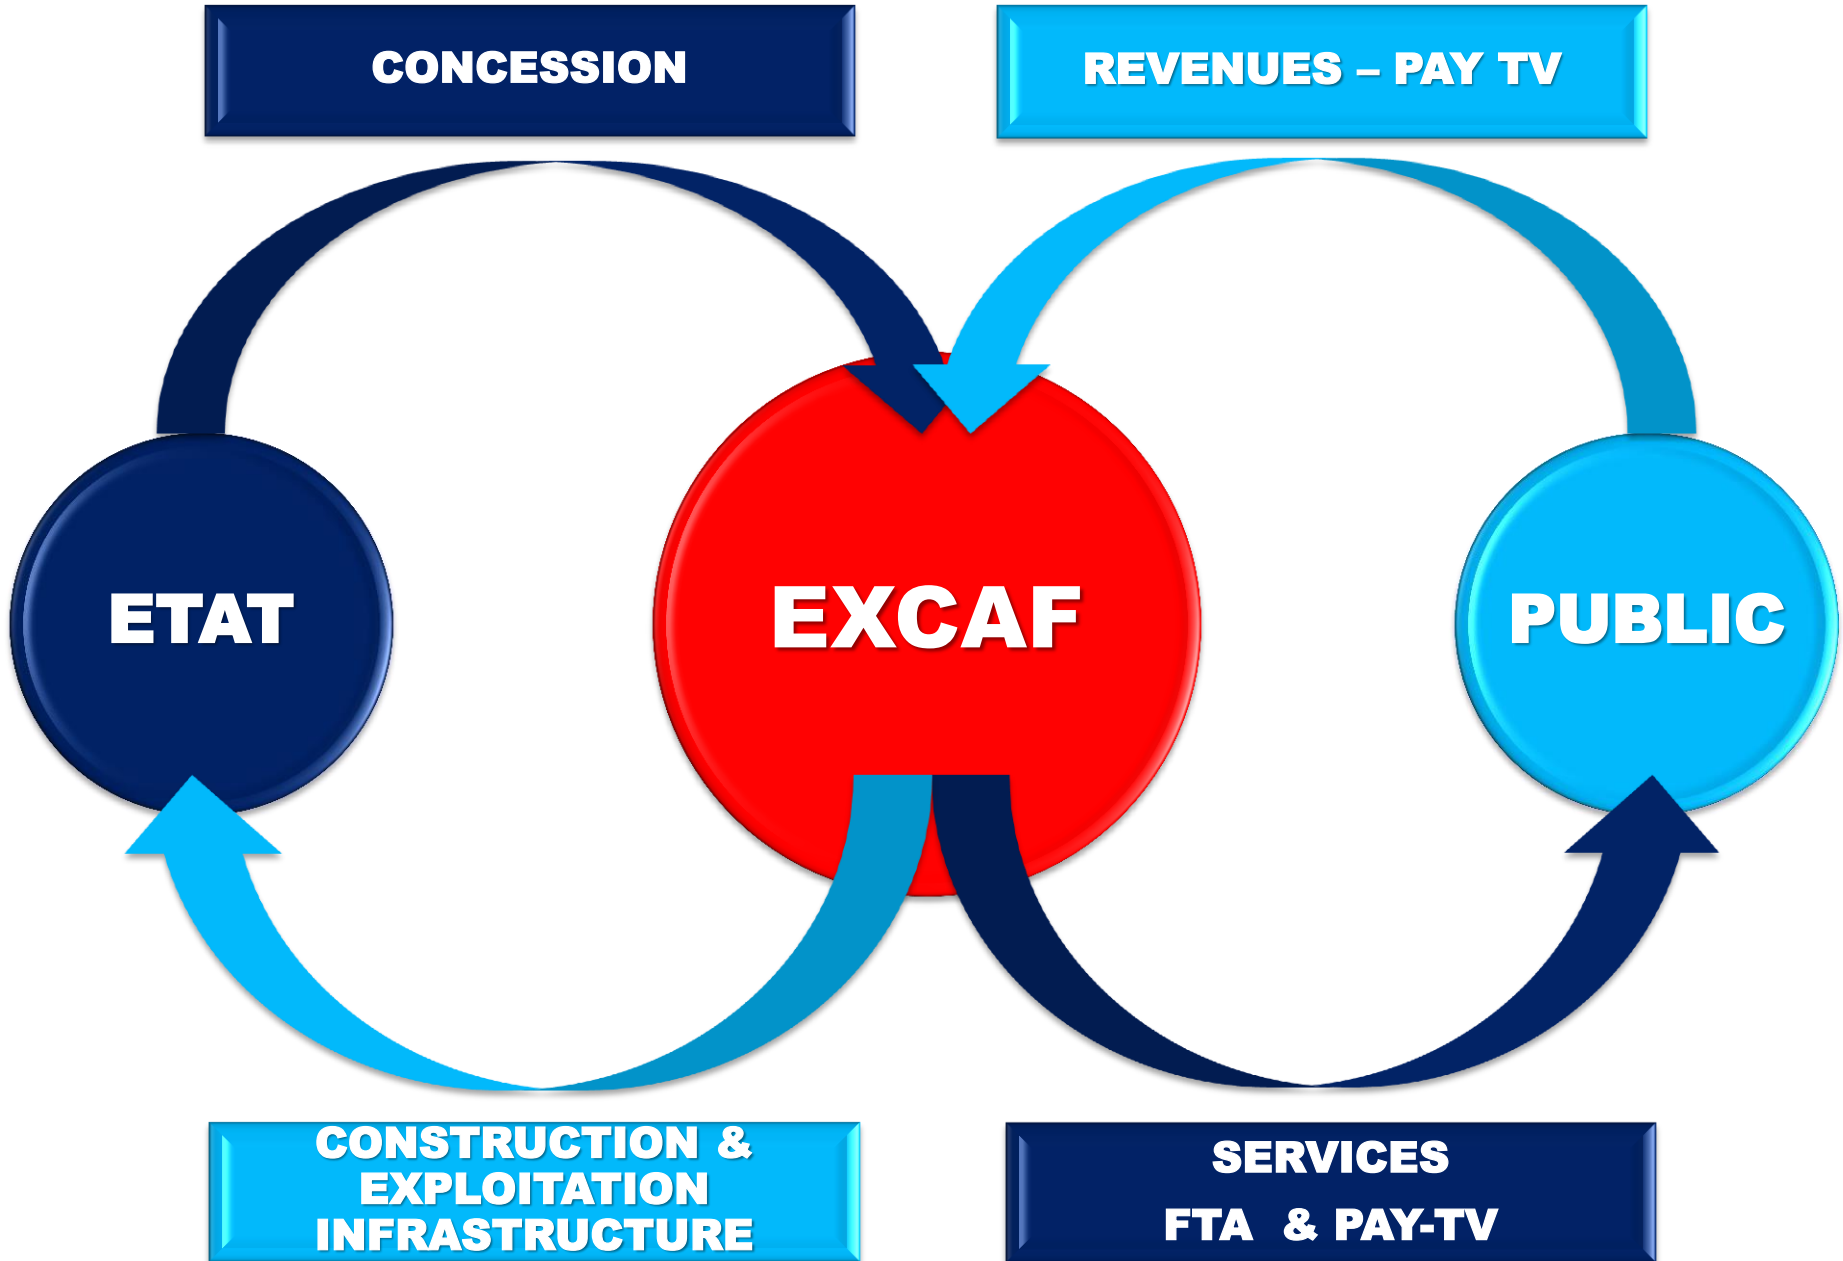 CONCESSION
REVENUES – PAY TV
ETAT
EXCAF
PUBLIC
CONSTRUCTION &
EXPLOITATION
INFRASTRUCTURE
SERVICES
FTA & PAY-TV